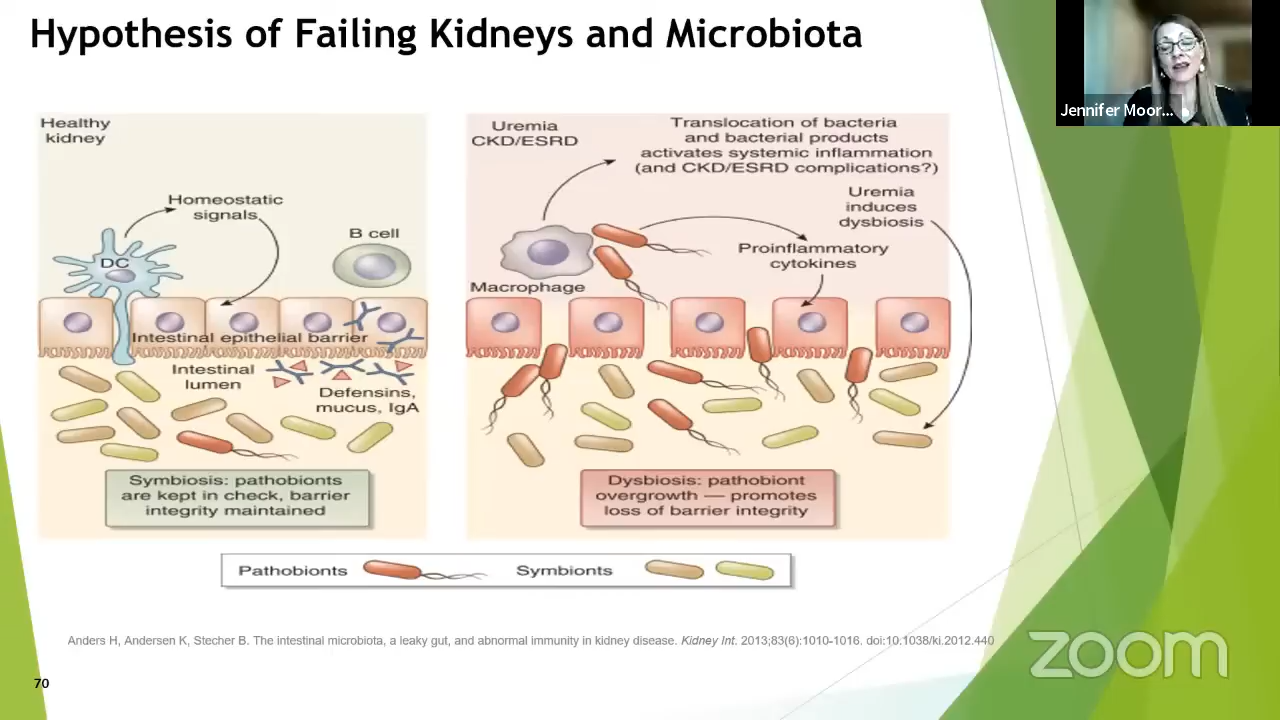 Hypothesis of Failing Kidneys and Microbiota
Jennifer Moor...
Healthy
kidney
Homeostatic
signals
B cell
DC
Intestinal epithelial barrier
Intestinal
lumen
Defensins,
mucus, IgA
Symbiosis: pathobionts
are kept in check, barrier
integrity maintained
Uremia
CKD/ESRD
Translocation of bacteria
and bacterial products
activates systemic inflammation
(and CKD/ESRD complications?)
Uremia
induces
dysbiosis
Proinflammatory
cytokines
Macrophage
Dysbiosis: pathobiont
overgrowth — promotes
loss of barrier integrity
Pathobionts
Symbionts
Anders H, Andersen K, Stecher B. The intestinal microbiota, a leaky gut, and abnormal immunity in kidney disease. Kidney Int. 2013;83(6):1010-1016. doi:10.1038/ki.2012.440
zoom
70